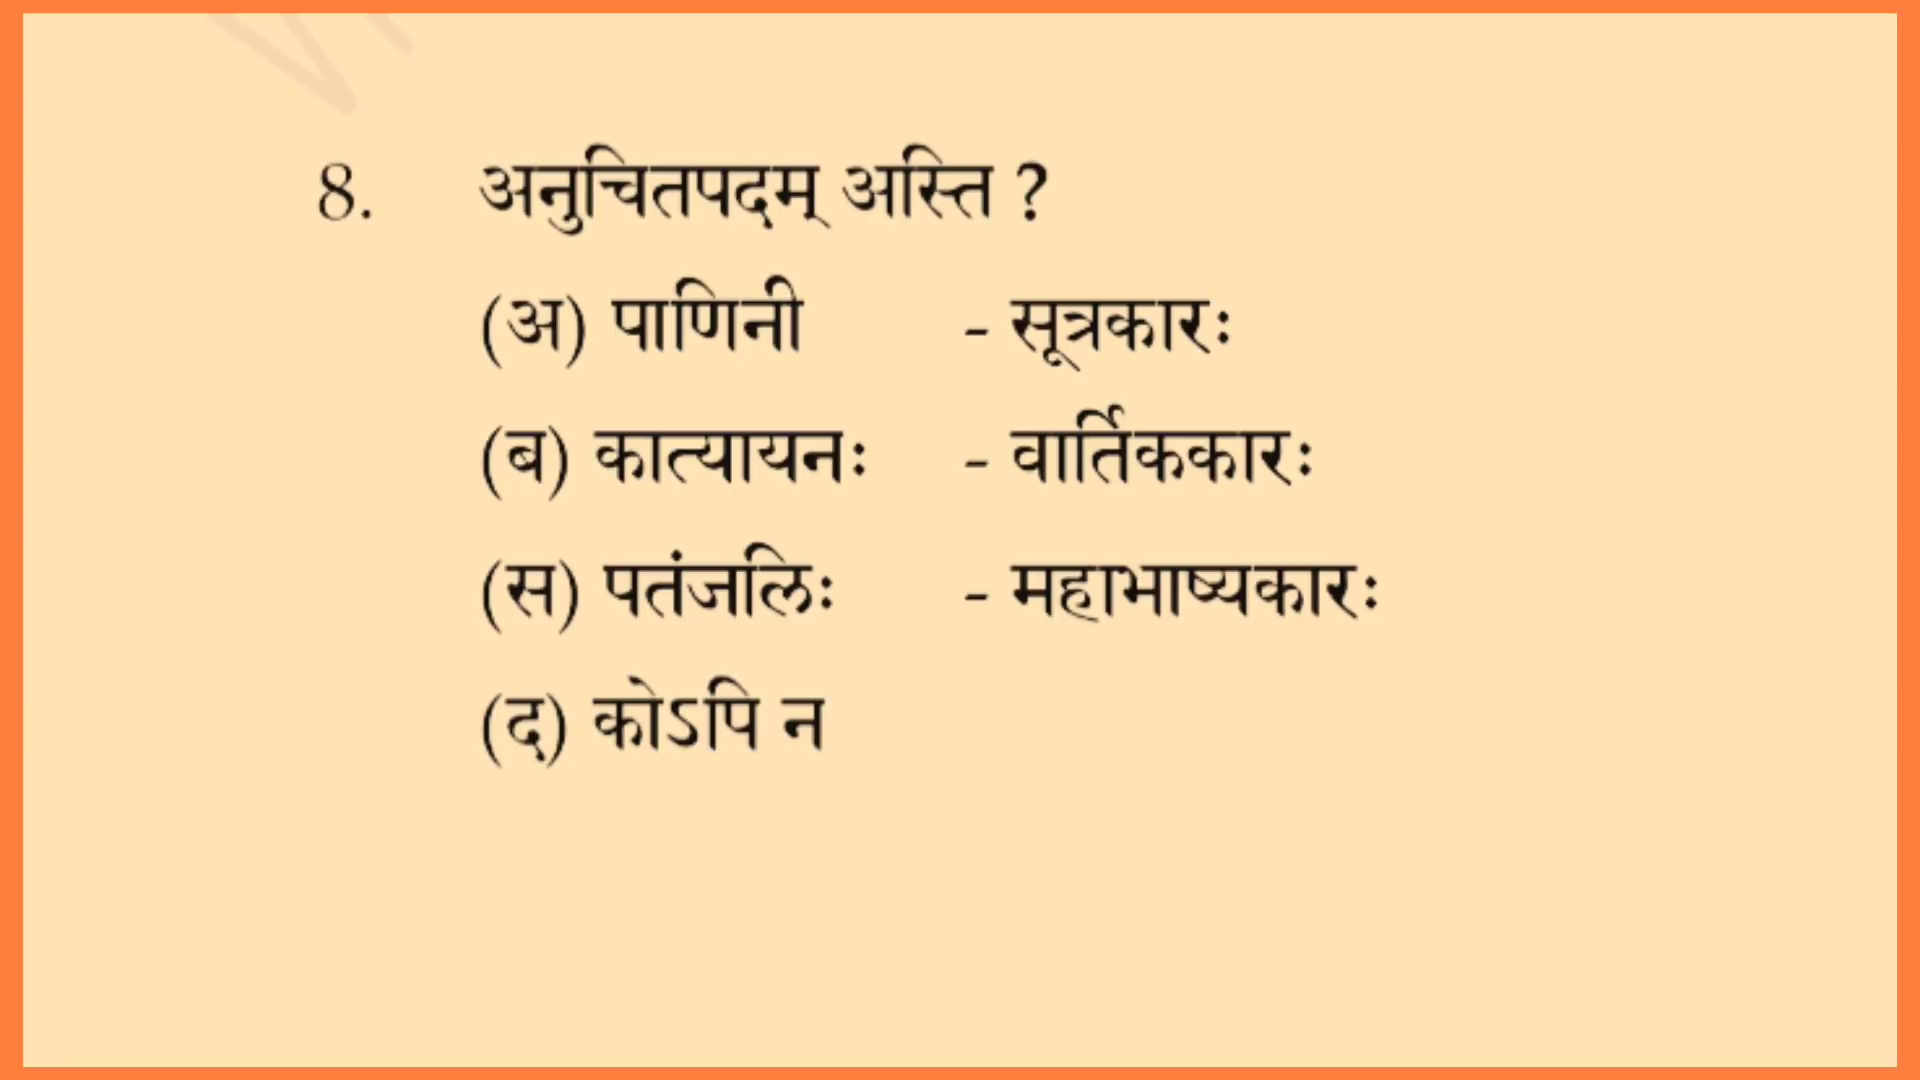 8. अनुचितपदम् अस्ति ?
(अ) पाणिनी - सूत्रकारः
(ब) कात्यायनः - वार्तिककारः
(स) पतंजलिः - महाभाष्यकारः
(द) कोऽपि न